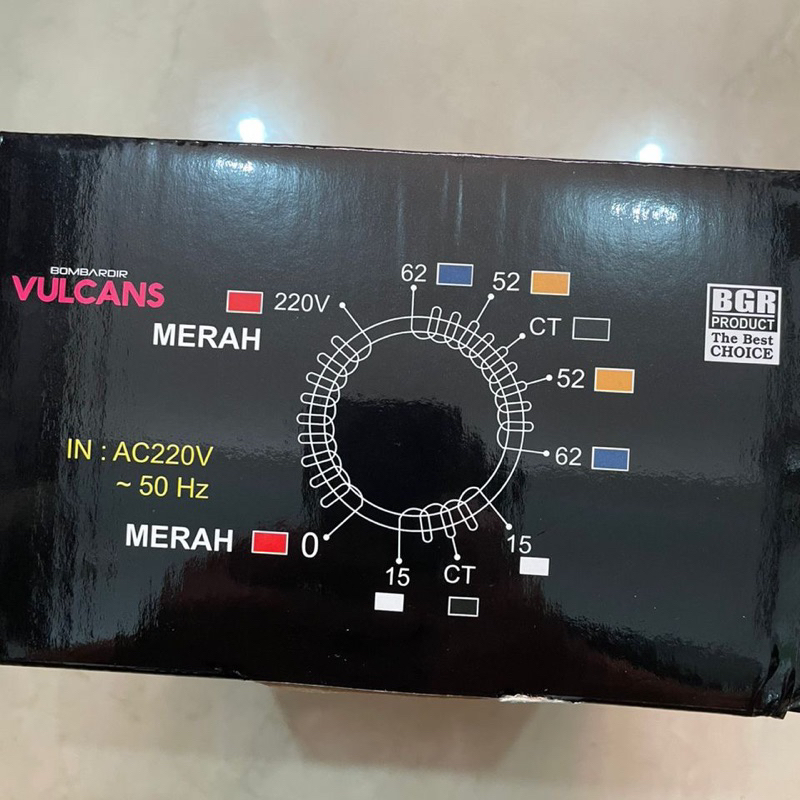 BOMBARDIR
VULCANS
220V
MERAH
62
52
CT
52
62
BGR
PRODUCT
The Best
CHOICE
IN : AC220V
~ 50 Hz
MERAH
0
15
CT
15